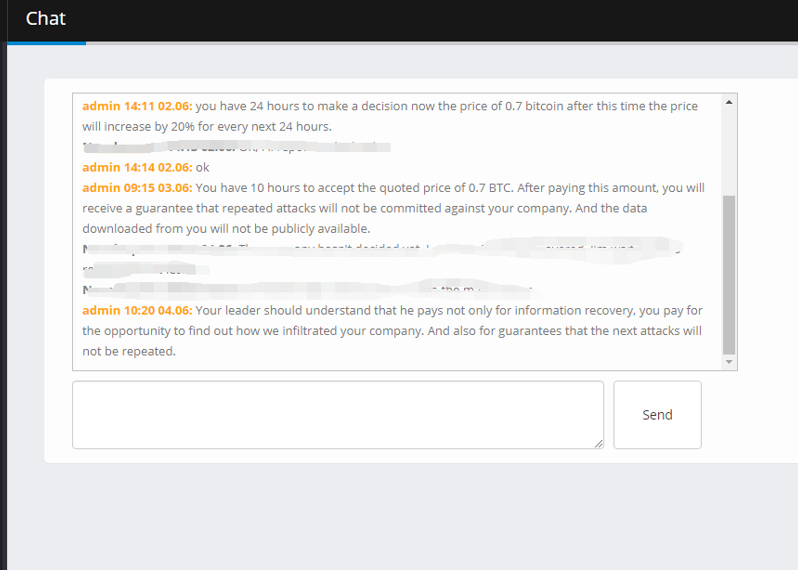 Chat
admin 14:11 02.06: you have 24 hours to make a decision now the price of 0.7 bitcoin after this time the price
will increase by 20% for every next 24 hours.
admin 14:14 02.06: ok
admin 09:15 03.06: You have 10 hours to accept the quoted price of 0.7 BTC. After paying this amount, you will
receive a guarantee that repeated attacks will not be committed against your company. And the data
downloaded from you will not be publicly available.
admin 10:20 04.06: Your leader should understand that he pays not only for information recovery, you pay for
the opportunity to find out how we infiltrated your company. And also for guarantees that the next attacks will
not be repeated.
Send